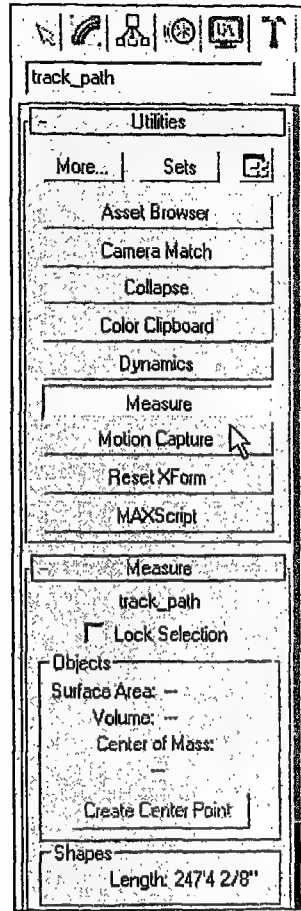 track_path
- Utilities
More... Sets
Asset Browser
Camera Match
Collapse
Color Clipboard
Dynamics
Measure
Motion Capture
Reset XForm
MAXScript
- Measure
track_path
Lock Selection
Objects
Surface Area: --
Volume: --
Center of Mass:
--
Create Center Point
Shapes
Length: 247'4 2/8"